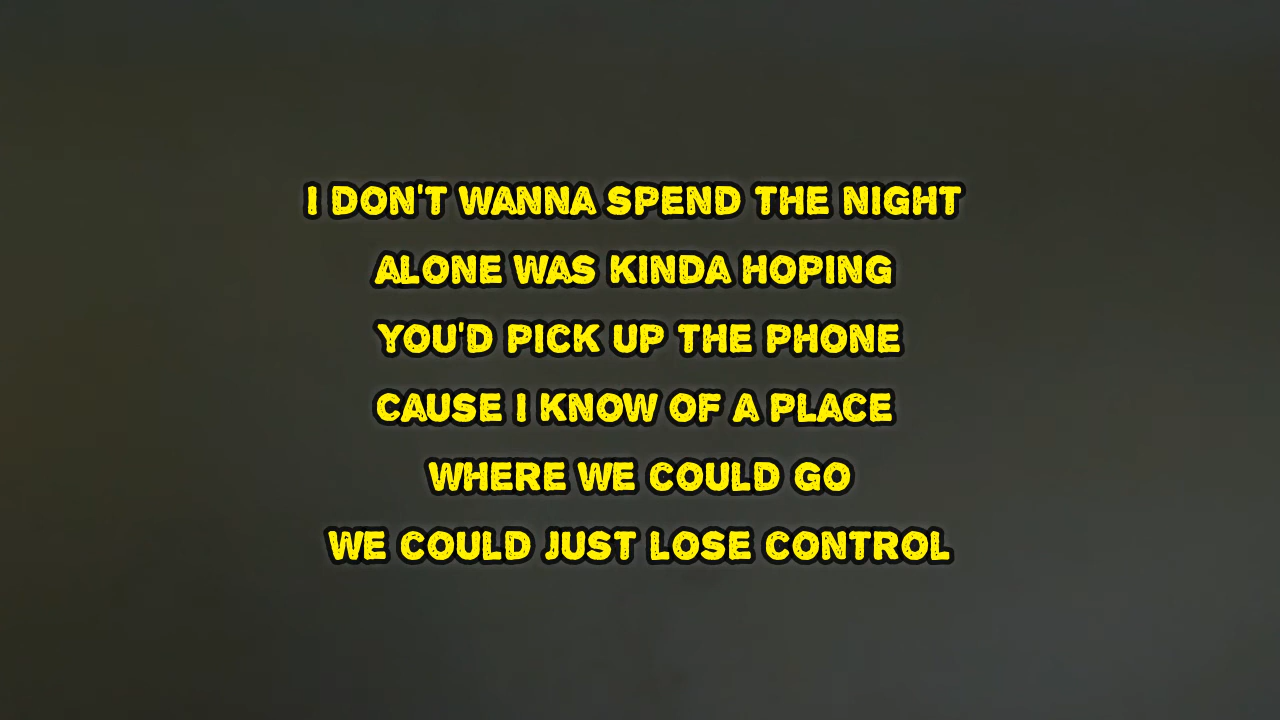 I DON'T WANNA SPEND THE NIGHT
ALONE WAS KINDA HOPING
YOU'D PICK UP THE PHONE
CAUSE I KNOW OF A PLACE
WHERE WE COULD GO
WE COULD JUST LOSE CONTROL